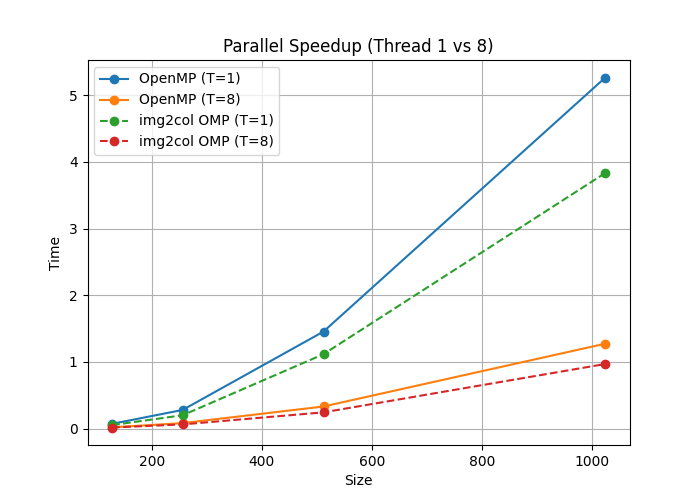 Parallel Speedup (Thread 1 vs 8)
OpenMP (T=1)
OpenMP (T=8)
img2col OMP (T=1)
img2col OMP (T=8)
5
4
3
2
1
0
Time
200
400
600
800
1000
Size